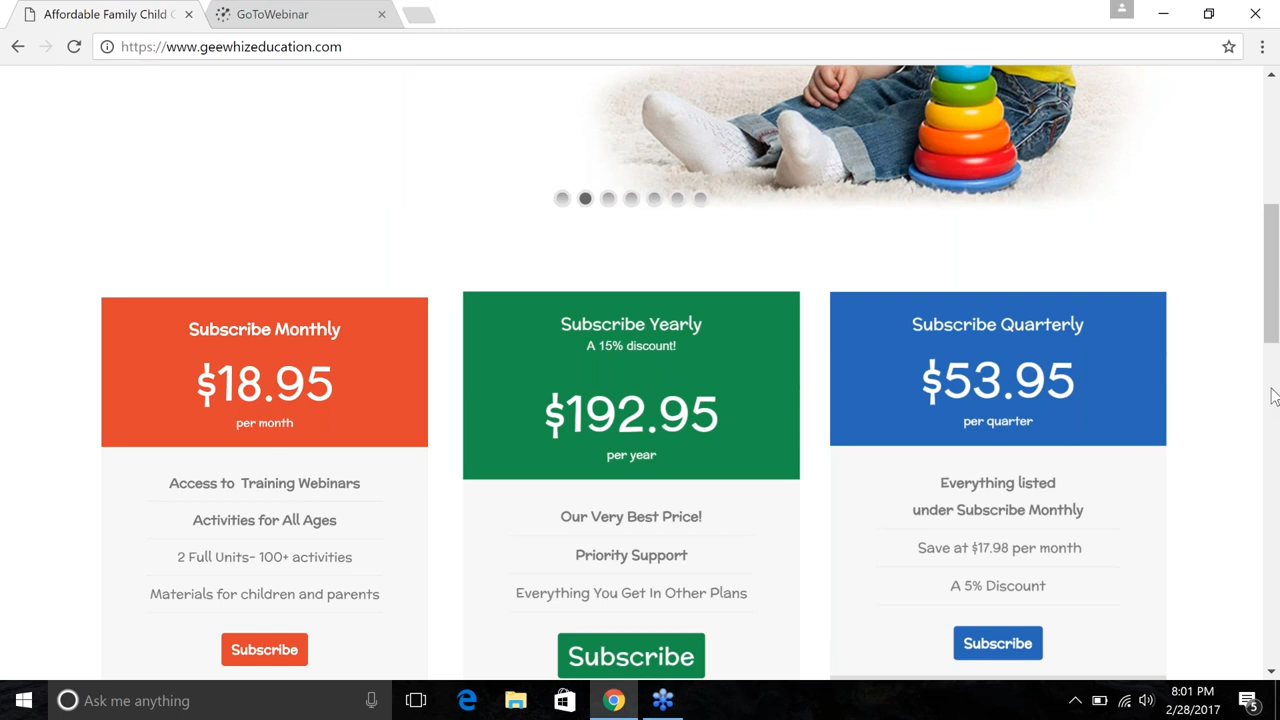 Affordable Family Child C
GoToWebinar
https://www.geewhizeducation.com
Subscribe Monthly
$18.95
per month
Access to Training Webinars
Activities for All Ages
2 Full Units- 100+ activities
Materials for children and parents
Subscribe
Subscribe Yearly
A 15% discount!
$192.95
per year
Our Very Best Price!
Priority Support
Everything You Get In Other Plans
Subscribe
Subscribe Quarterly
$53.95
per quarter
Everything listed
under Subscribe Monthly
Save at $17.98 per month
A 5% Discount
Subscribe
Ask me anything
8:01 PM
2/28/2017
5